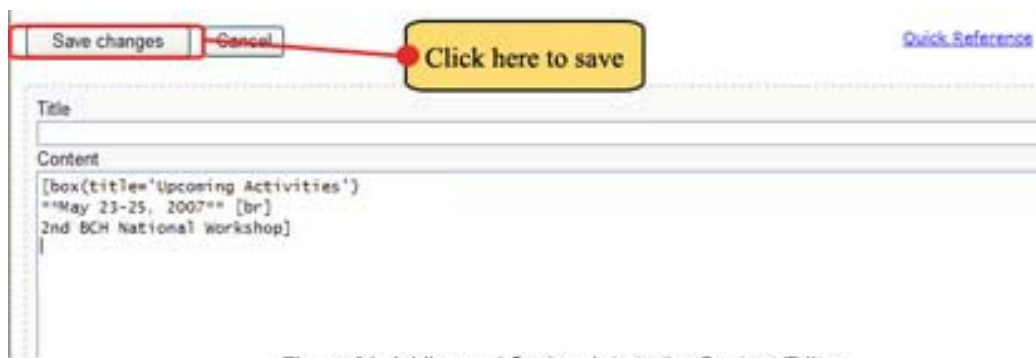 Save changes Cancel Quick Reference
Click here to save
Title
Content
[box(title='Upcoming Activities')
**May 23-25, 2007** [br]
2nd BCH National Workshop]